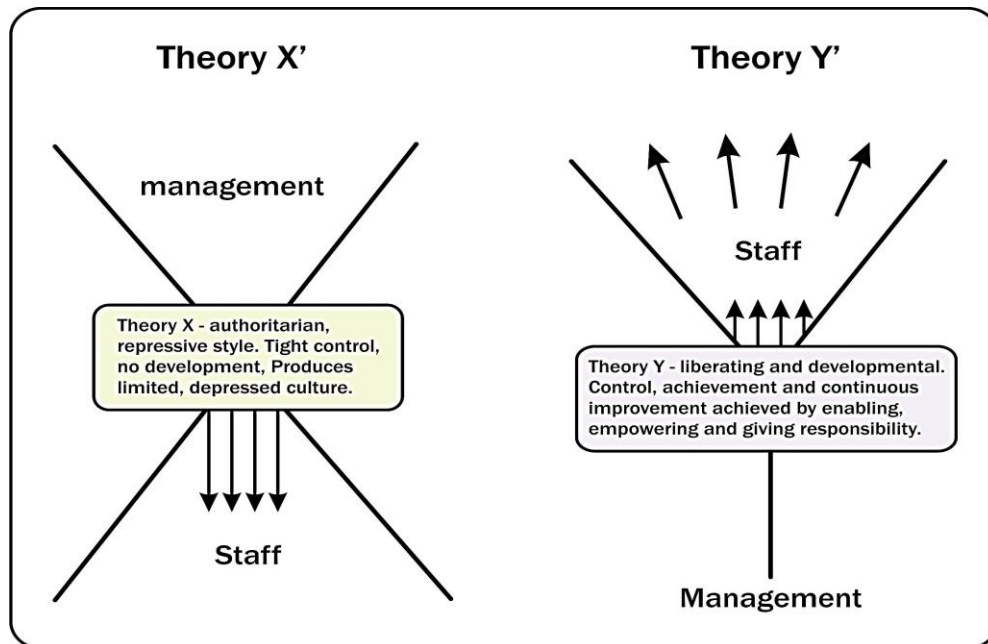 Theory X’
management
Theory X - authoritarian,
repressive style. Tight control,
no development, Produces
limited, depressed culture.
Staff
Theory Y’
Staff
Theory Y - liberating and developmental.
Control, achievement and continuous
improvement achieved by enabling,
empowering and giving responsibility.
Management